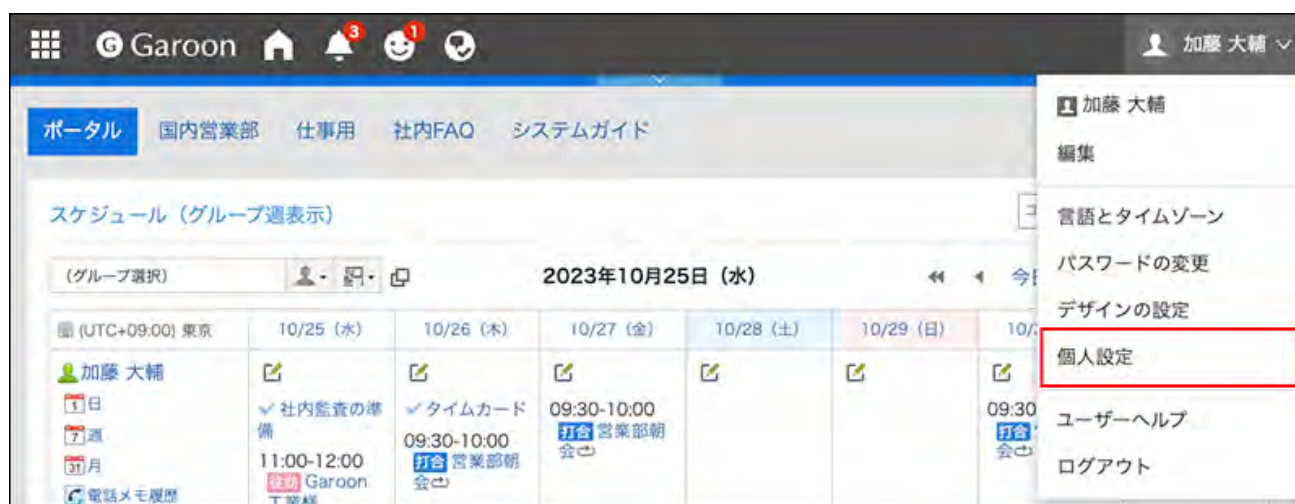 Garoon 3 1 加藤 大輔
ポータル 国内営業部 仕事用 社内FAQ システムガイド
加藤 大輔
編集
言語とタイムゾーン
パスワードの変更
デザインの設定
個人設定
ユーザーヘルプ
ログアウト
スケジュール（グループ週表示）
(グループ選択) 2023年10月25日（水） 今日
(UTC+09:00) 東京 10/25（水） 10/26（木） 10/27（金） 10/28（土） 10/29（日） 10/
加藤 大輔
1 日
7 週
31 月
電話メモ履歴
社内監査の準
備
11:00-12:00
往訪 Garoon
工業様
タイムカード
09:30-10:00
打合 営業部朝
会
09:30-10:00
打合 営業部朝
会
09:30
打合
会